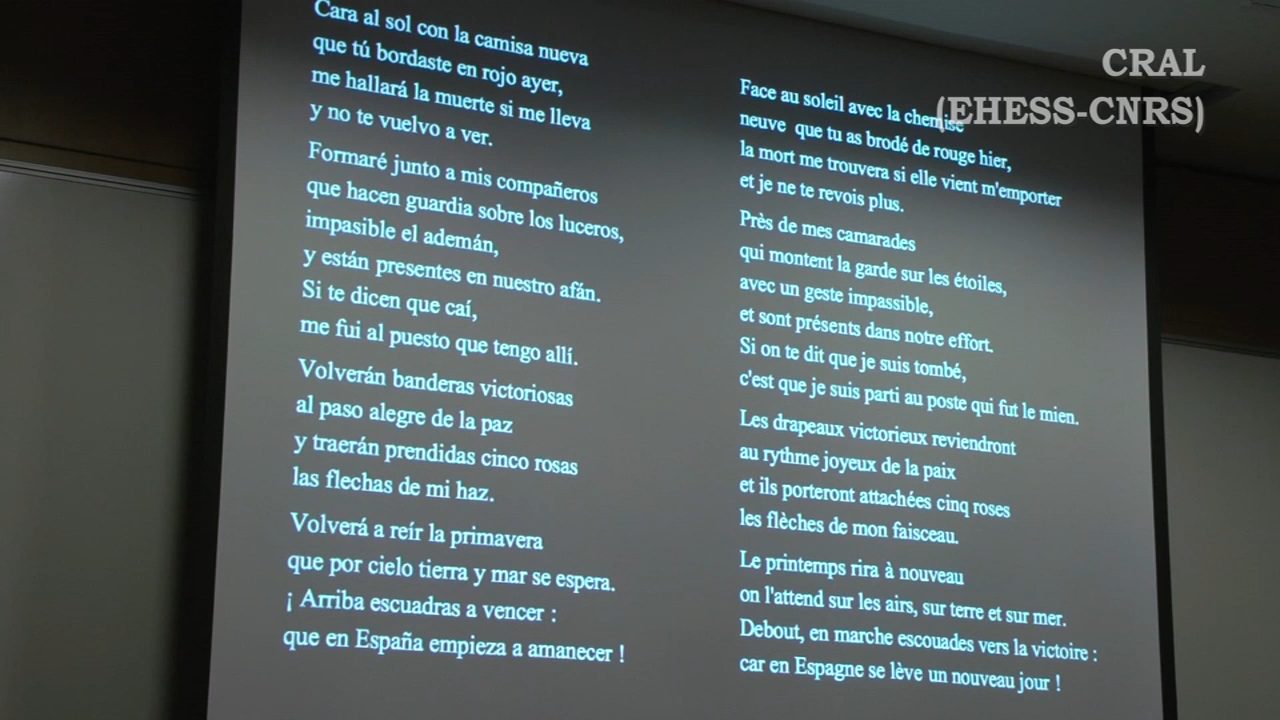 Cara al sol con la camisa nueva
que tú bordaste en rojo ayer,
me hallará la muerte si me lleva
y no te vuelvo a ver.
Formaré junto a mis compañeros
que hacen guardia sobre los luceros,
impasible el ademán,
y están presentes en nuestro afán.
Si te dicen que caí,
me fui al puesto que tengo allí.
Volverán banderas victoriosas
al paso alegre de la paz
y traerán prendidas cinco rosas
las flechas de mi haz.
Volverá a reír la primavera
que por cielo tierra y mar se espera.
¡ Arriba escuadras a vencer :
que en España empieza a amanecer !
Face au soleil avec la chemise
neuve que tu as brodé de rouge hier,
la mort me trouvera si elle vient m'emporter
et je ne te revois plus.
Près de mes camarades
qui montent la garde sur les étoiles,
avec un geste impassible,
et sont présents dans notre effort.
Si on te dit que je suis tombé,
c'est que je suis parti au poste qui fut le mien.
Les drapeaux victorieux reviendront
au rythme joyeux de la paix
et ils porteront attachées cinq roses
les flèches de mon faisceau.
Le printemps rira à nouveau
on l'attend sur les airs, sur terre et sur mer.
Debout, en marche escouades vers la victoire :
car en Espagne se lève un nouveau jour !
CRAL
(EHESS-CNRS)